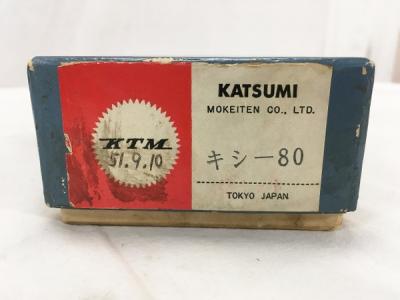 KTM
51.9.10
KATSUMI
MOKEITEN CO., LTD.
キシー80
TOKYO JAPAN